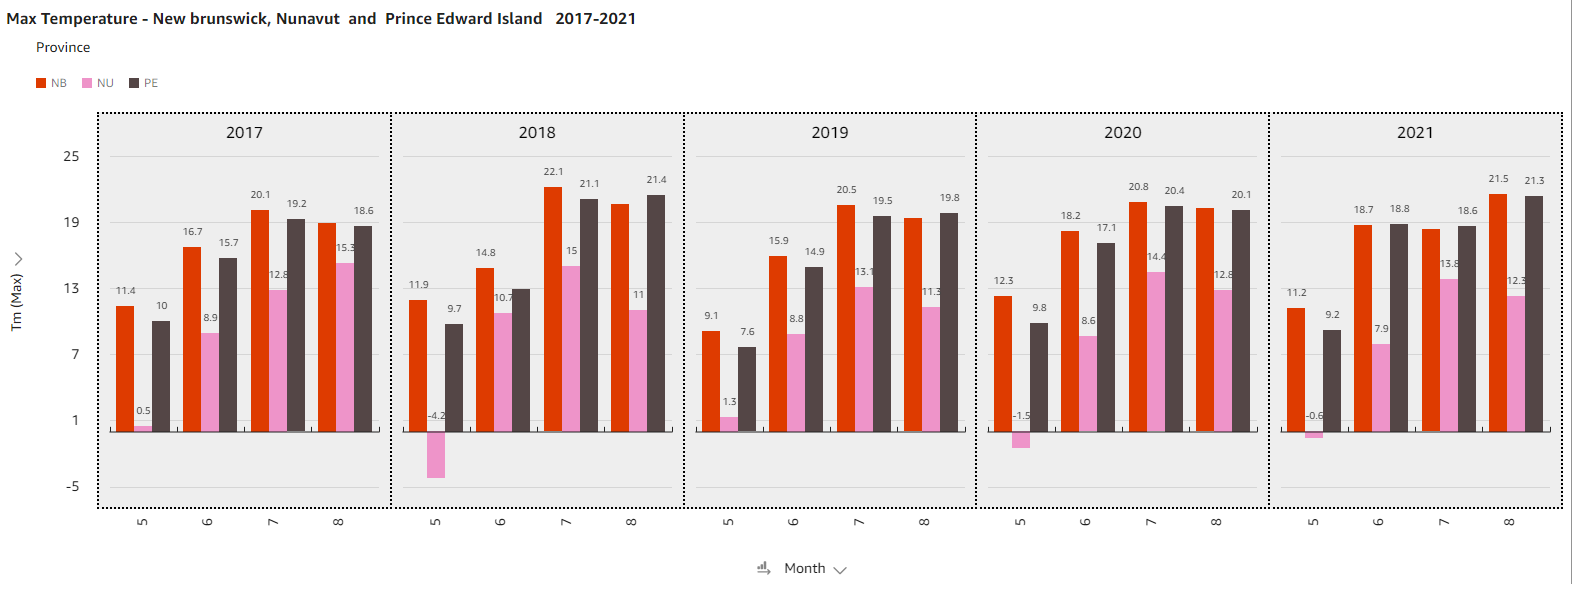 Max Temperature - New brunswick, Nunavut and Prince Edward Island 2017-2021
Province
NB NU PE
2017 2018 2019 2020 2021
25
19
13
7
1
-5
Tm (Max)
11.4 0.5 10 16.7 8.9 15.7 20.1 12.8 19.2 15.3 18.6
11.9 -4.2 9.7 14.8 10.7 22.1 15 21.1 11 21.4
9.1 1.3 7.6 15.9 8.8 14.9 20.5 13.1 19.5 11.3 19.8
12.3 -1.5 9.8 18.2 8.6 17.1 20.8 14.4 20.4 12.8 20.1
11.2 -0.6 9.2 18.7 7.9 18.8 13.8 18.6 21.5 12.3 21.3
5 6 7 8 5 6 7 8 5 6 7 8 5 6 7 8 5 6 7 8
Month